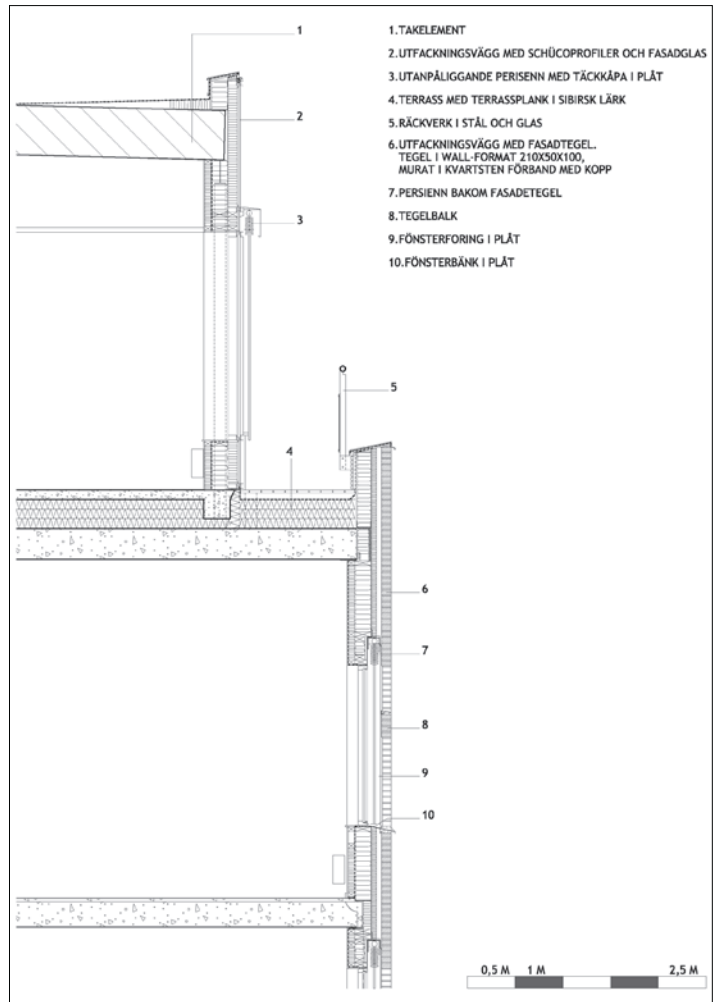 1.TAKELEMENT
2.UTFACKNINGSVÄGG MED SCHÜCOPROFILER OCH FASADGLAS
3.UTANPÅLIGGANDE PERISENN MED TÄCKKÅPA I PLÅT
4.TERRASS MED TERRASSPLANK I SIBIRSK LÄRK
5.RÄCKVERK I STÅL OCH GLAS
6.UTFACKNINGSVÄGG MED FASADTEGEL.
TEGEL I WALL-FORMAT 210X50X100,
MURAT I KVARTSTEN FÖRBAND MED KOPP
7.PERSIENN BAKOM FASADETEGEL
8.TEGELBALK
9.FÖNSTERFORING I PLÅT
10.FÖNSTERBÄNK I PLÅT
1
2
3
5
4
6
7
8
9
10
0,5 M 1 M 2,5 M